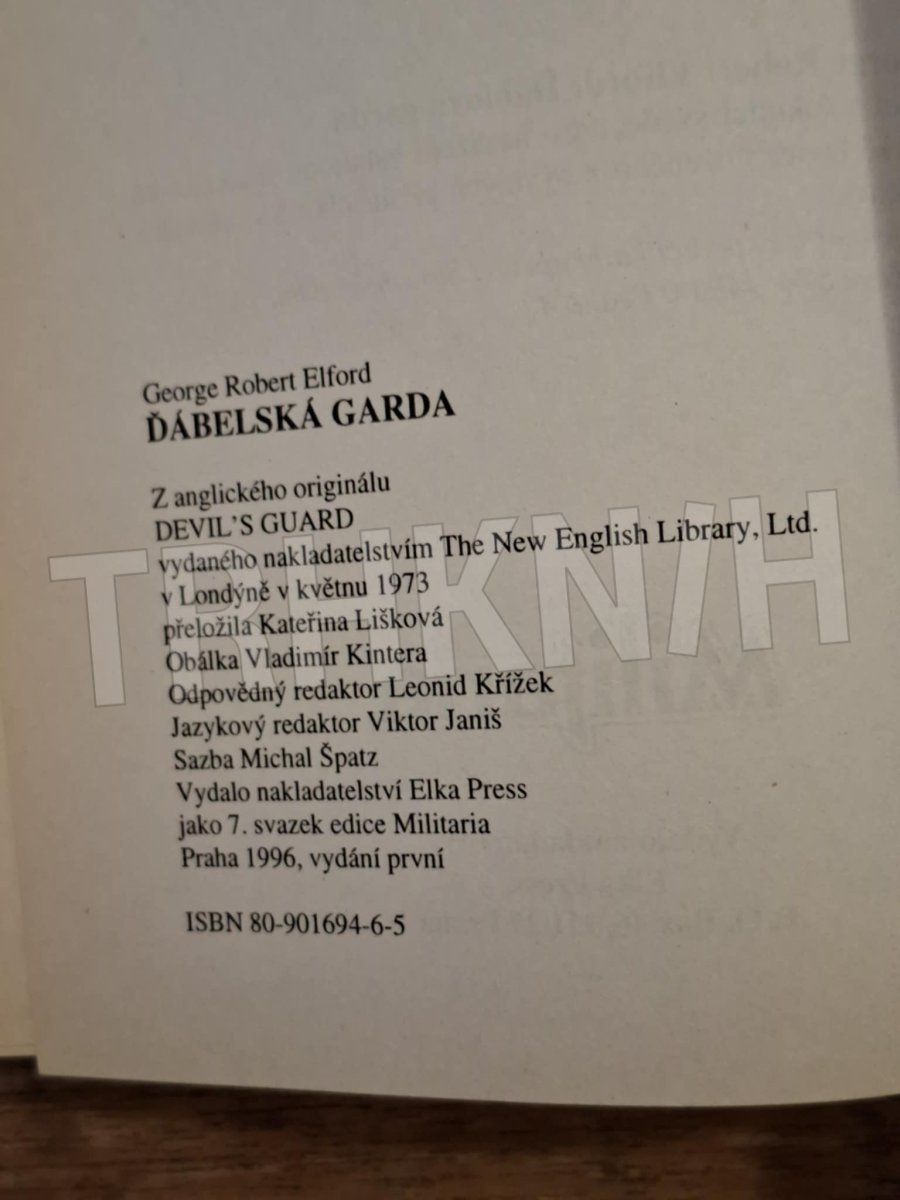 George Robert Elford
ĎÁBELSKÁ GARDA
Z anglického originálu
DEVIL'S GUARD
vydaného nakladatelstvím The New English Library, Ltd.
v Londýně v květnu 1973
přeložila Kateřina Lišková
Obálka Vladimír Kintera
Odpovědný redaktor Leonid Křížek
Jazykový redaktor Viktor Janiš
Sazba Michal Špatz
Vydalo nakladatelství Elka Press
jako 7. svazek edice Militaria
Praha 1996, vydání první
ISBN 80-901694-6-5